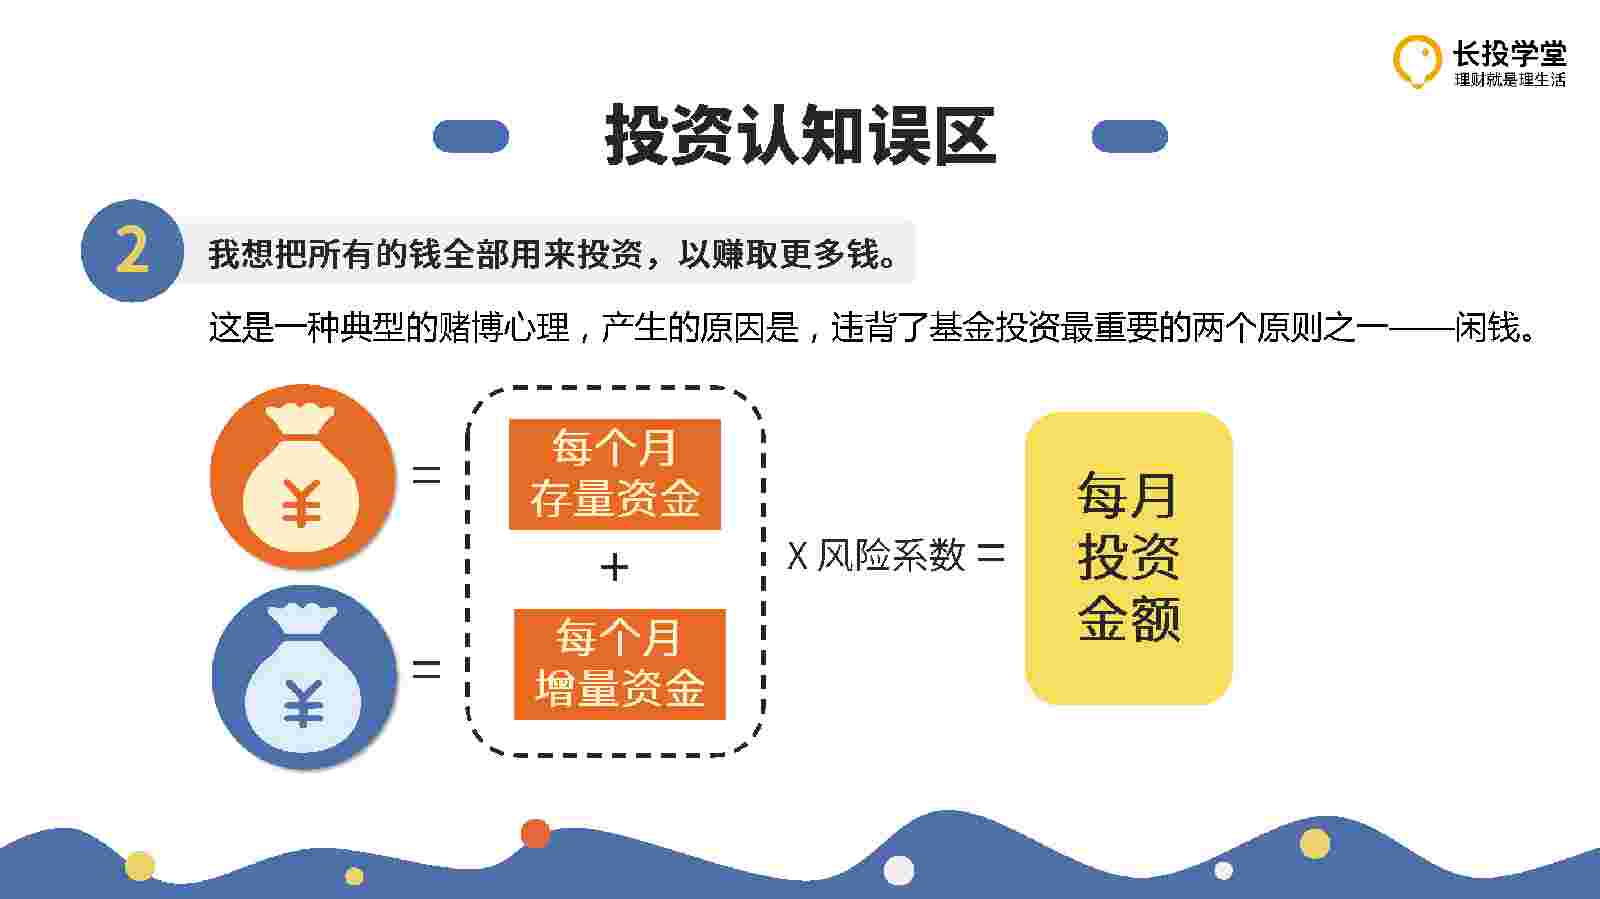 长投学堂
理财就是理生活
投资认知误区
2
我想把所有的钱全部用来投资，以赚取更多钱。
这是一种典型的赌博心理，产生的原因是，违背了基金投资最重要的两个原则之一——闲钱。
¥
=
每个月
存量资金
+
X 风险系数 =
每月
投资
金额
¥
=
每个月
增量资金